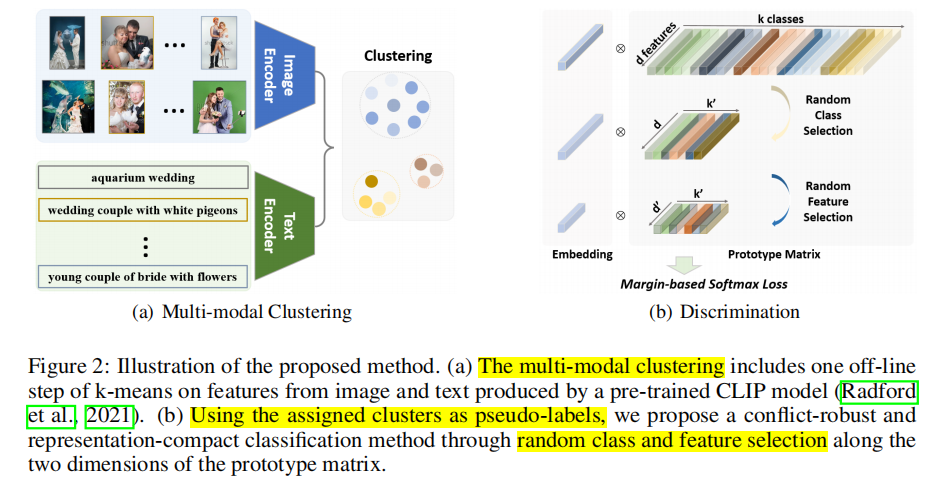 Image
Encoder
Clustering
aquarium wedding
wedding couple with white pigeons
young couple of bride with flowers
Text
Encoder
(a) Multi-modal Clustering
k classes
d features
⊗
k'
d
⊗
Random
Class
Selection
k'
d'
⊗
Random
Feature
Selection
Embedding
Prototype Matrix
Margin-based Softmax Loss
(b) Discrimination
Figure 2: Illustration of the proposed method. (a) The multi-modal clustering includes one off-line
step of k-means on features from image and text produced by a pre-trained CLIP model (Radford
et al., 2021). (b) Using the assigned clusters as pseudo-labels, we propose a conflict-robust and
representation-compact classification method through random class and feature selection along the
two dimensions of the prototype matrix.